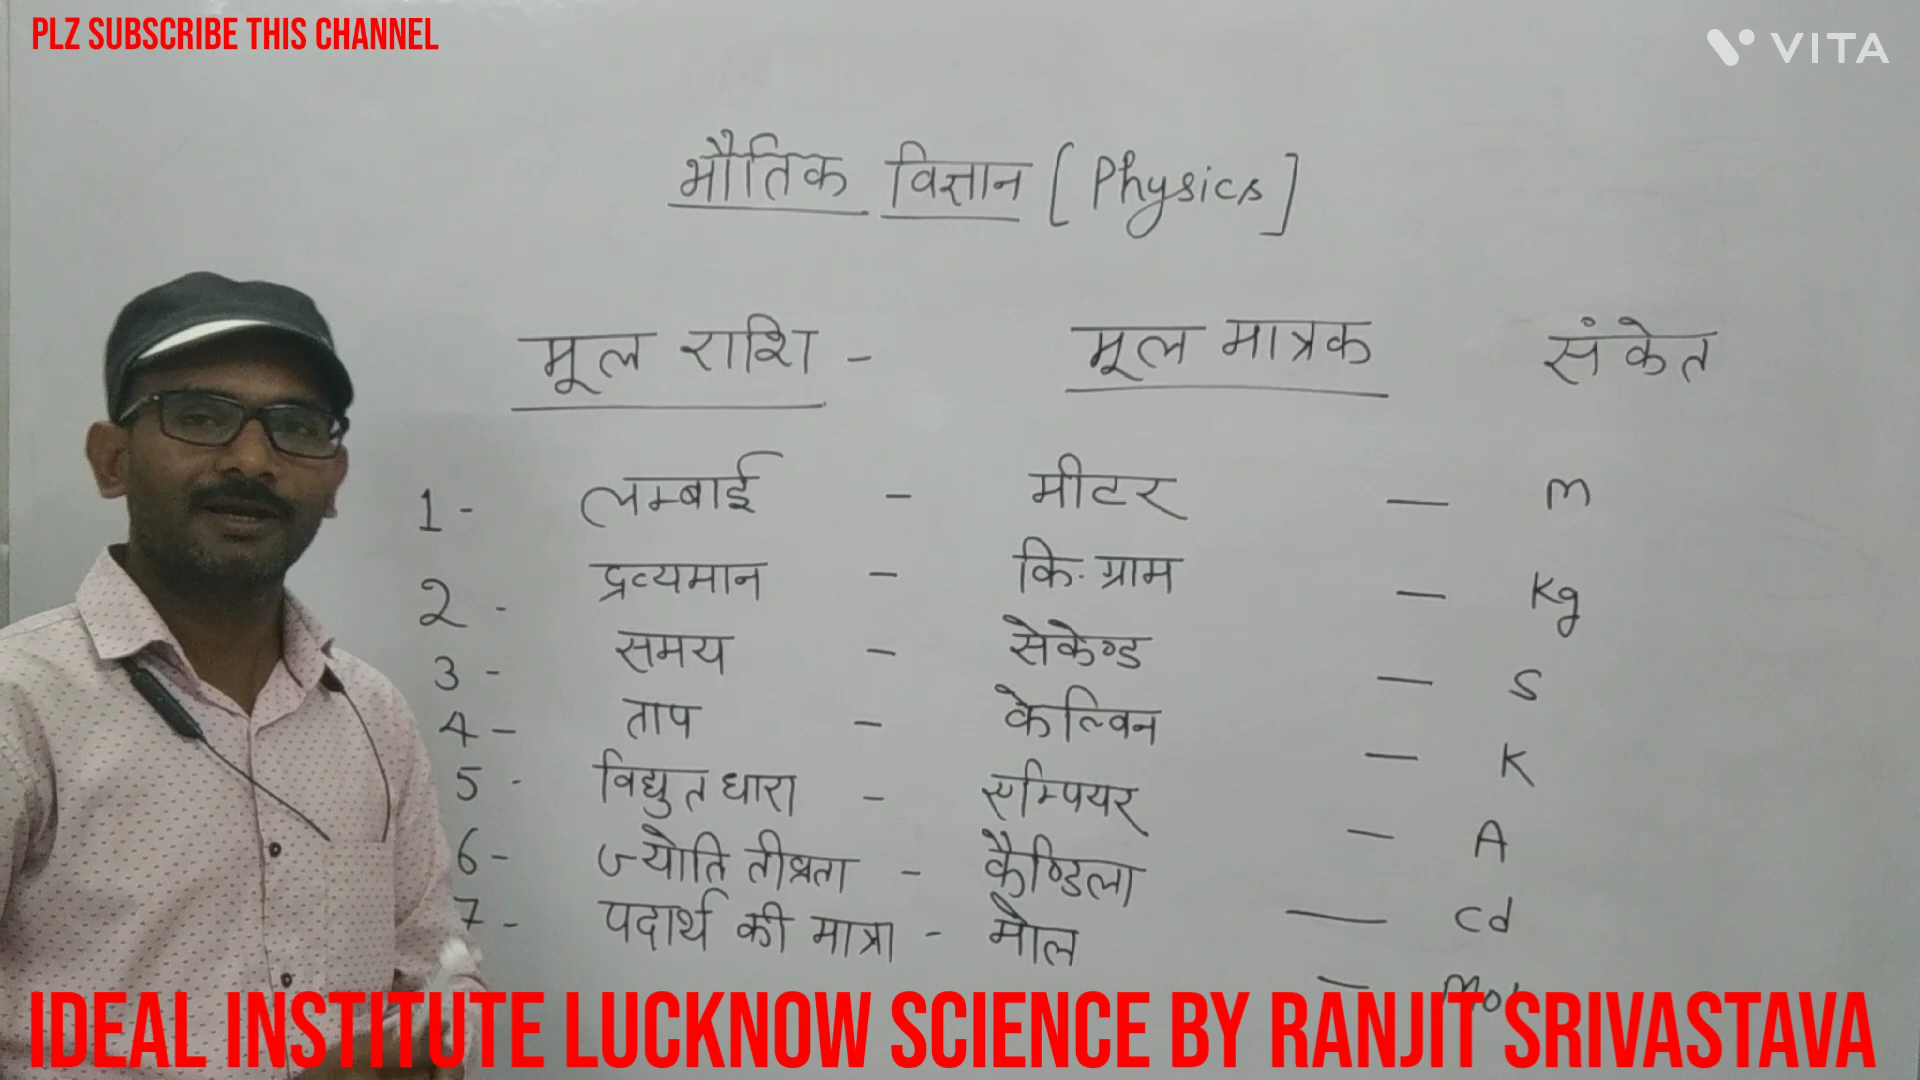 PLZ SUBSCRIBE THIS CHANNEL
VITA
भौतिक विज्ञान [Physics]
मूल राशि - मूल मात्रक संकेत
1- लम्बाई - मीटर — m
2 - द्रव्यमान - कि.ग्राम — Kg
3 - समय - सेकेण्ड — S
4 - ताप - केल्विन — K
5 - विद्युत धारा - एम्पियर — A
6- ज्योति तीव्रता - कैण्डिला — cd
7- पदार्थ की मात्रा - मोल — mol
IDEAL INSTITUTE LUCKNOW SCIENCE BY RANJIT SRIVASTAVA